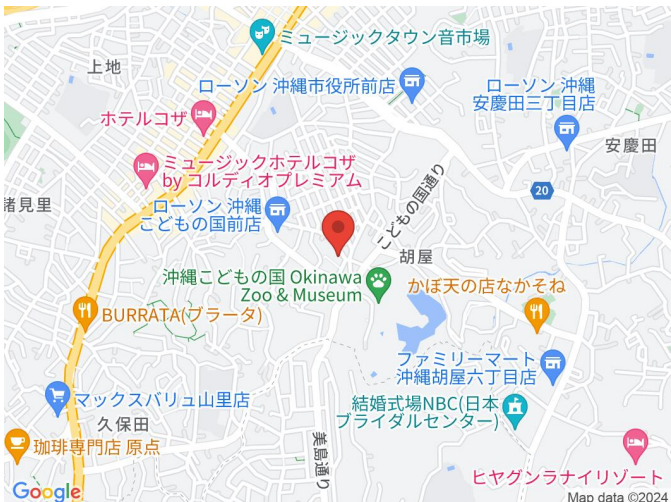 ミュージックタウン音市場
上地
ローソン 沖縄市役所前店
ローソン 沖縄
安慶田三丁目店
ホテルコザ
安慶田
ミュージックホテルコザ
by コルディオプレミアム
20
諸見里
ローソン 沖縄
こどもの国前店
こどもの国通り
胡屋
沖縄こどもの国 Okinawa
Zoo & Museum
かぼ天の店なかそね
BURRATA(ブラータ)
ファミリーマート
沖縄胡屋六丁目店
マックスバリュ山里店
結婚式場NBC(日本
ブライダルセンター)
久保田
珈琲専門店 原点
美島通り
ヒヤグンラナイリゾート
Google
Map data ©2024